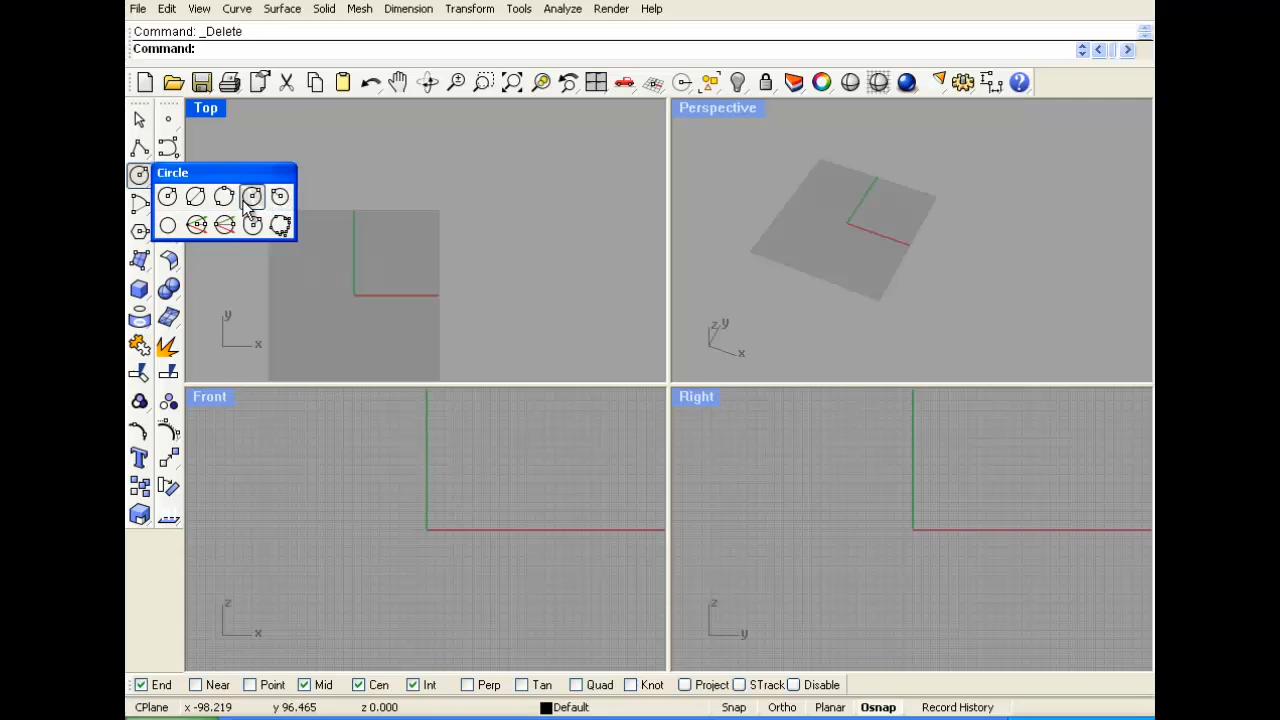 File Edit View Curve Surface Solid Mesh Dimension Transform Tools Analyze Render Help
Command: _Delete
Command:
Top
Perspective
Circle
y
x
z y
x
Front
Right
z
x
z
y
End Near Point Mid Cen Int Perp Tan Quad Knot Project STrack Disable
CPlane x -98.219 y 96.465 z 0.000 Default Snap Ortho Planar Osnap Record History